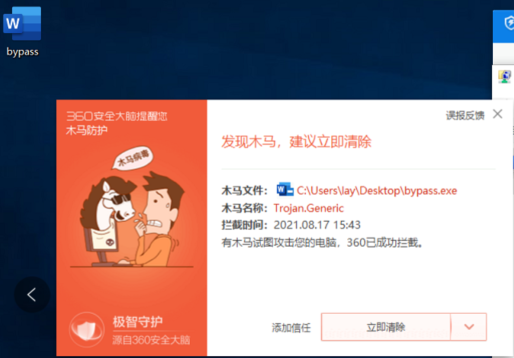 W
bypass
360安全大脑提醒您
木马防护
误报反馈
木马病毒
发现木马，建议立即清除
木马文件： W C:\Users\lay\Desktop\bypass.exe
木马名称： Trojan.Generic
拦截时间： 2021.08.17 15:43
有木马试图攻击您的电脑，360已成功拦截。
极智守护
源自360安全大脑
添加信任
立即清除